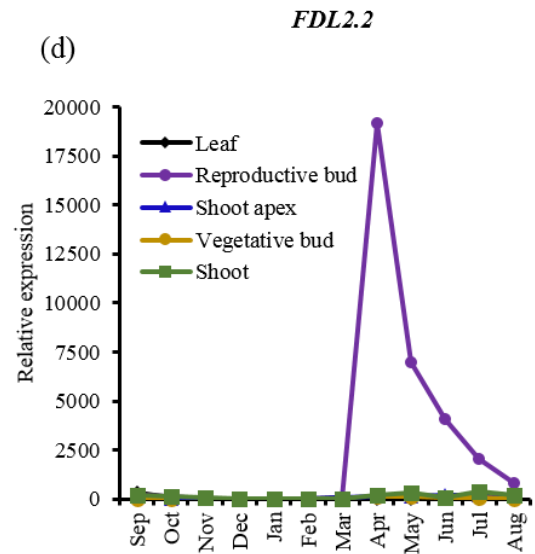 FDL2.2
(d)
20000
17500
15000
12500
10000
7500
5000
2500
0
Relative expression
Leaf
Reproductive bud
Shoot apex
Vegetative bud
Shoot
Sep
Oct
Nov
Dec
Jan
Feb
Mar
Apr
May
Jun
Jul
Aug